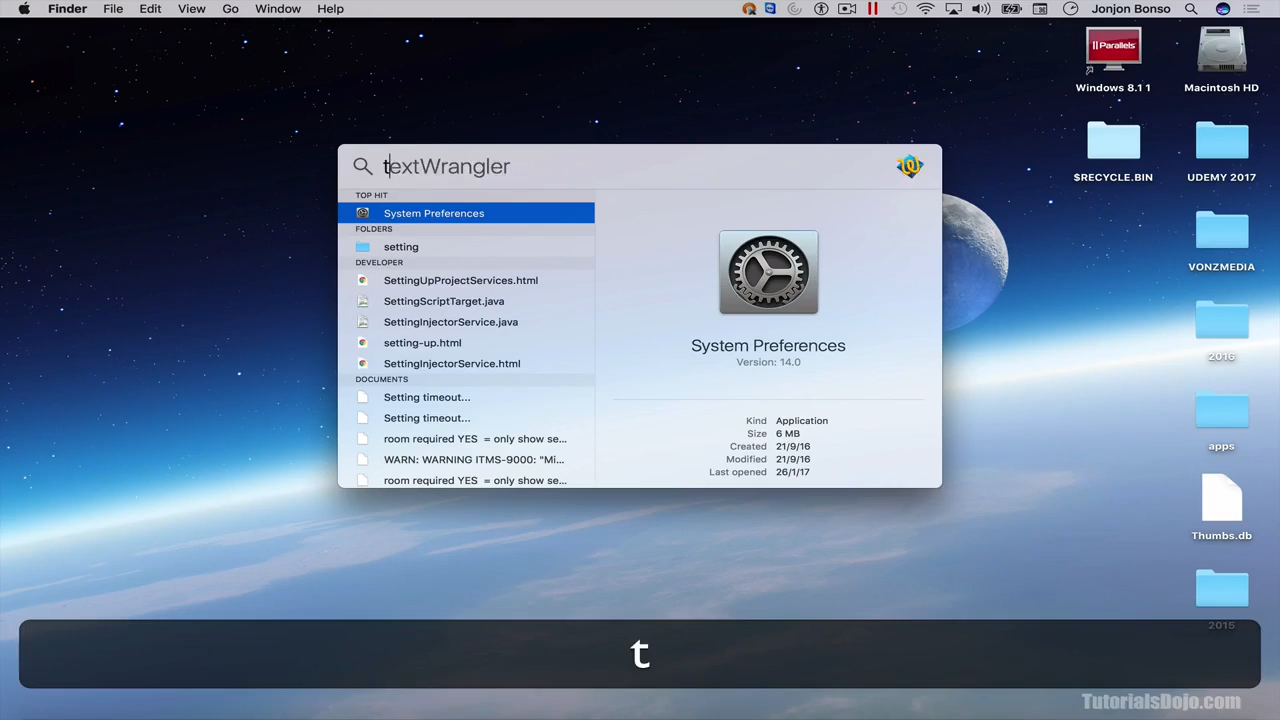 Finder File Edit View Go Window Help Jonjon Bonso
Parallels
Windows 8.1 1
Macintosh HD
textWrangler
TOP HIT
System Preferences
FOLDERS
setting
DEVELOPER
SettingUpProjectServices.html
SettingScriptTarget.java
SettingInjectorService.java
setting-up.html
SettingInjectorService.html
DOCUMENTS
Setting timeout...
Setting timeout...
room required YES = only show se...
WARN: WARNING ITMS-9000: "Mi...
room required YES = only show se...
System Preferences
Version: 14.0
Kind Application
Size 6 MB
Created 21/9/16
Modified 21/9/16
Last opened 26/1/17
$RECYCLE.BIN
UDEMY 2017
VONZMEDIA
2016
apps
Thumbs.db
2015
t
TutorialsDojo.com